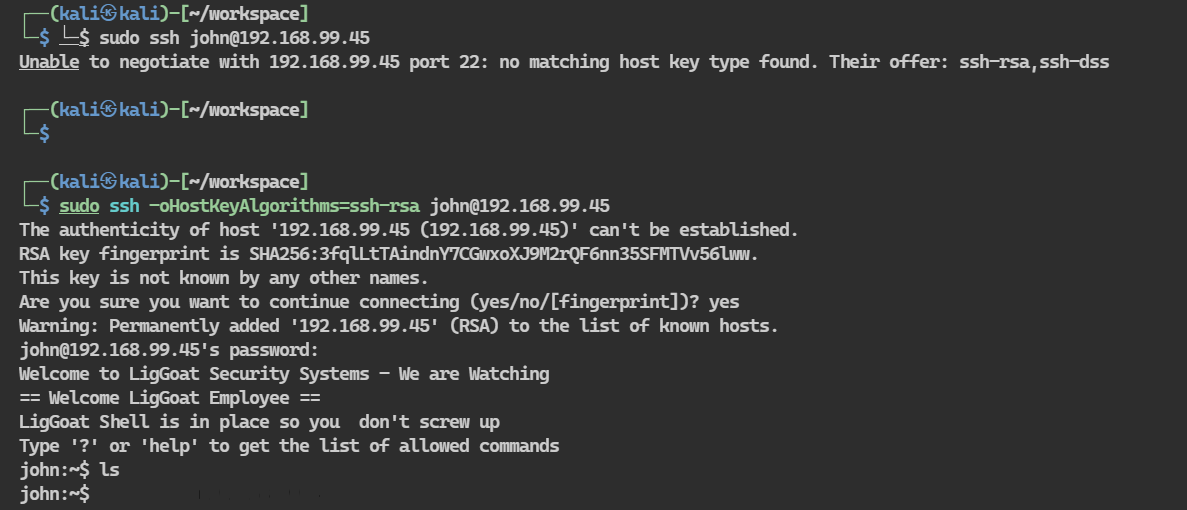 ┌──(kali㉿kali)-[~/workspace]
└─$ └─$ sudo ssh john@192.168.99.45
Unable to negotiate with 192.168.99.45 port 22: no matching host key type found. Their offer: ssh-rsa,ssh-dss
┌──(kali㉿kali)-[~/workspace]
└─$
┌──(kali㉿kali)-[~/workspace]
└─$ sudo ssh -oHostKeyAlgorithms=ssh-rsa john@192.168.99.45
The authenticity of host '192.168.99.45 (192.168.99.45)' can't be established.
RSA key fingerprint is SHA256:3fqlLtTAindnY7CGwxoXJ9M2rQF6nn35SFMTVv56lww.
This key is not known by any other names.
Are you sure you want to continue connecting (yes/no/[fingerprint])? yes
Warning: Permanently added '192.168.99.45' (RSA) to the list of known hosts.
john@192.168.99.45's password:
Welcome to LigGoat Security Systems - We are Watching
== Welcome LigGoat Employee ==
LigGoat Shell is in place so you  don't screw up
Type '?' or 'help' to get the list of allowed commands
john:~$ ls
john:~$